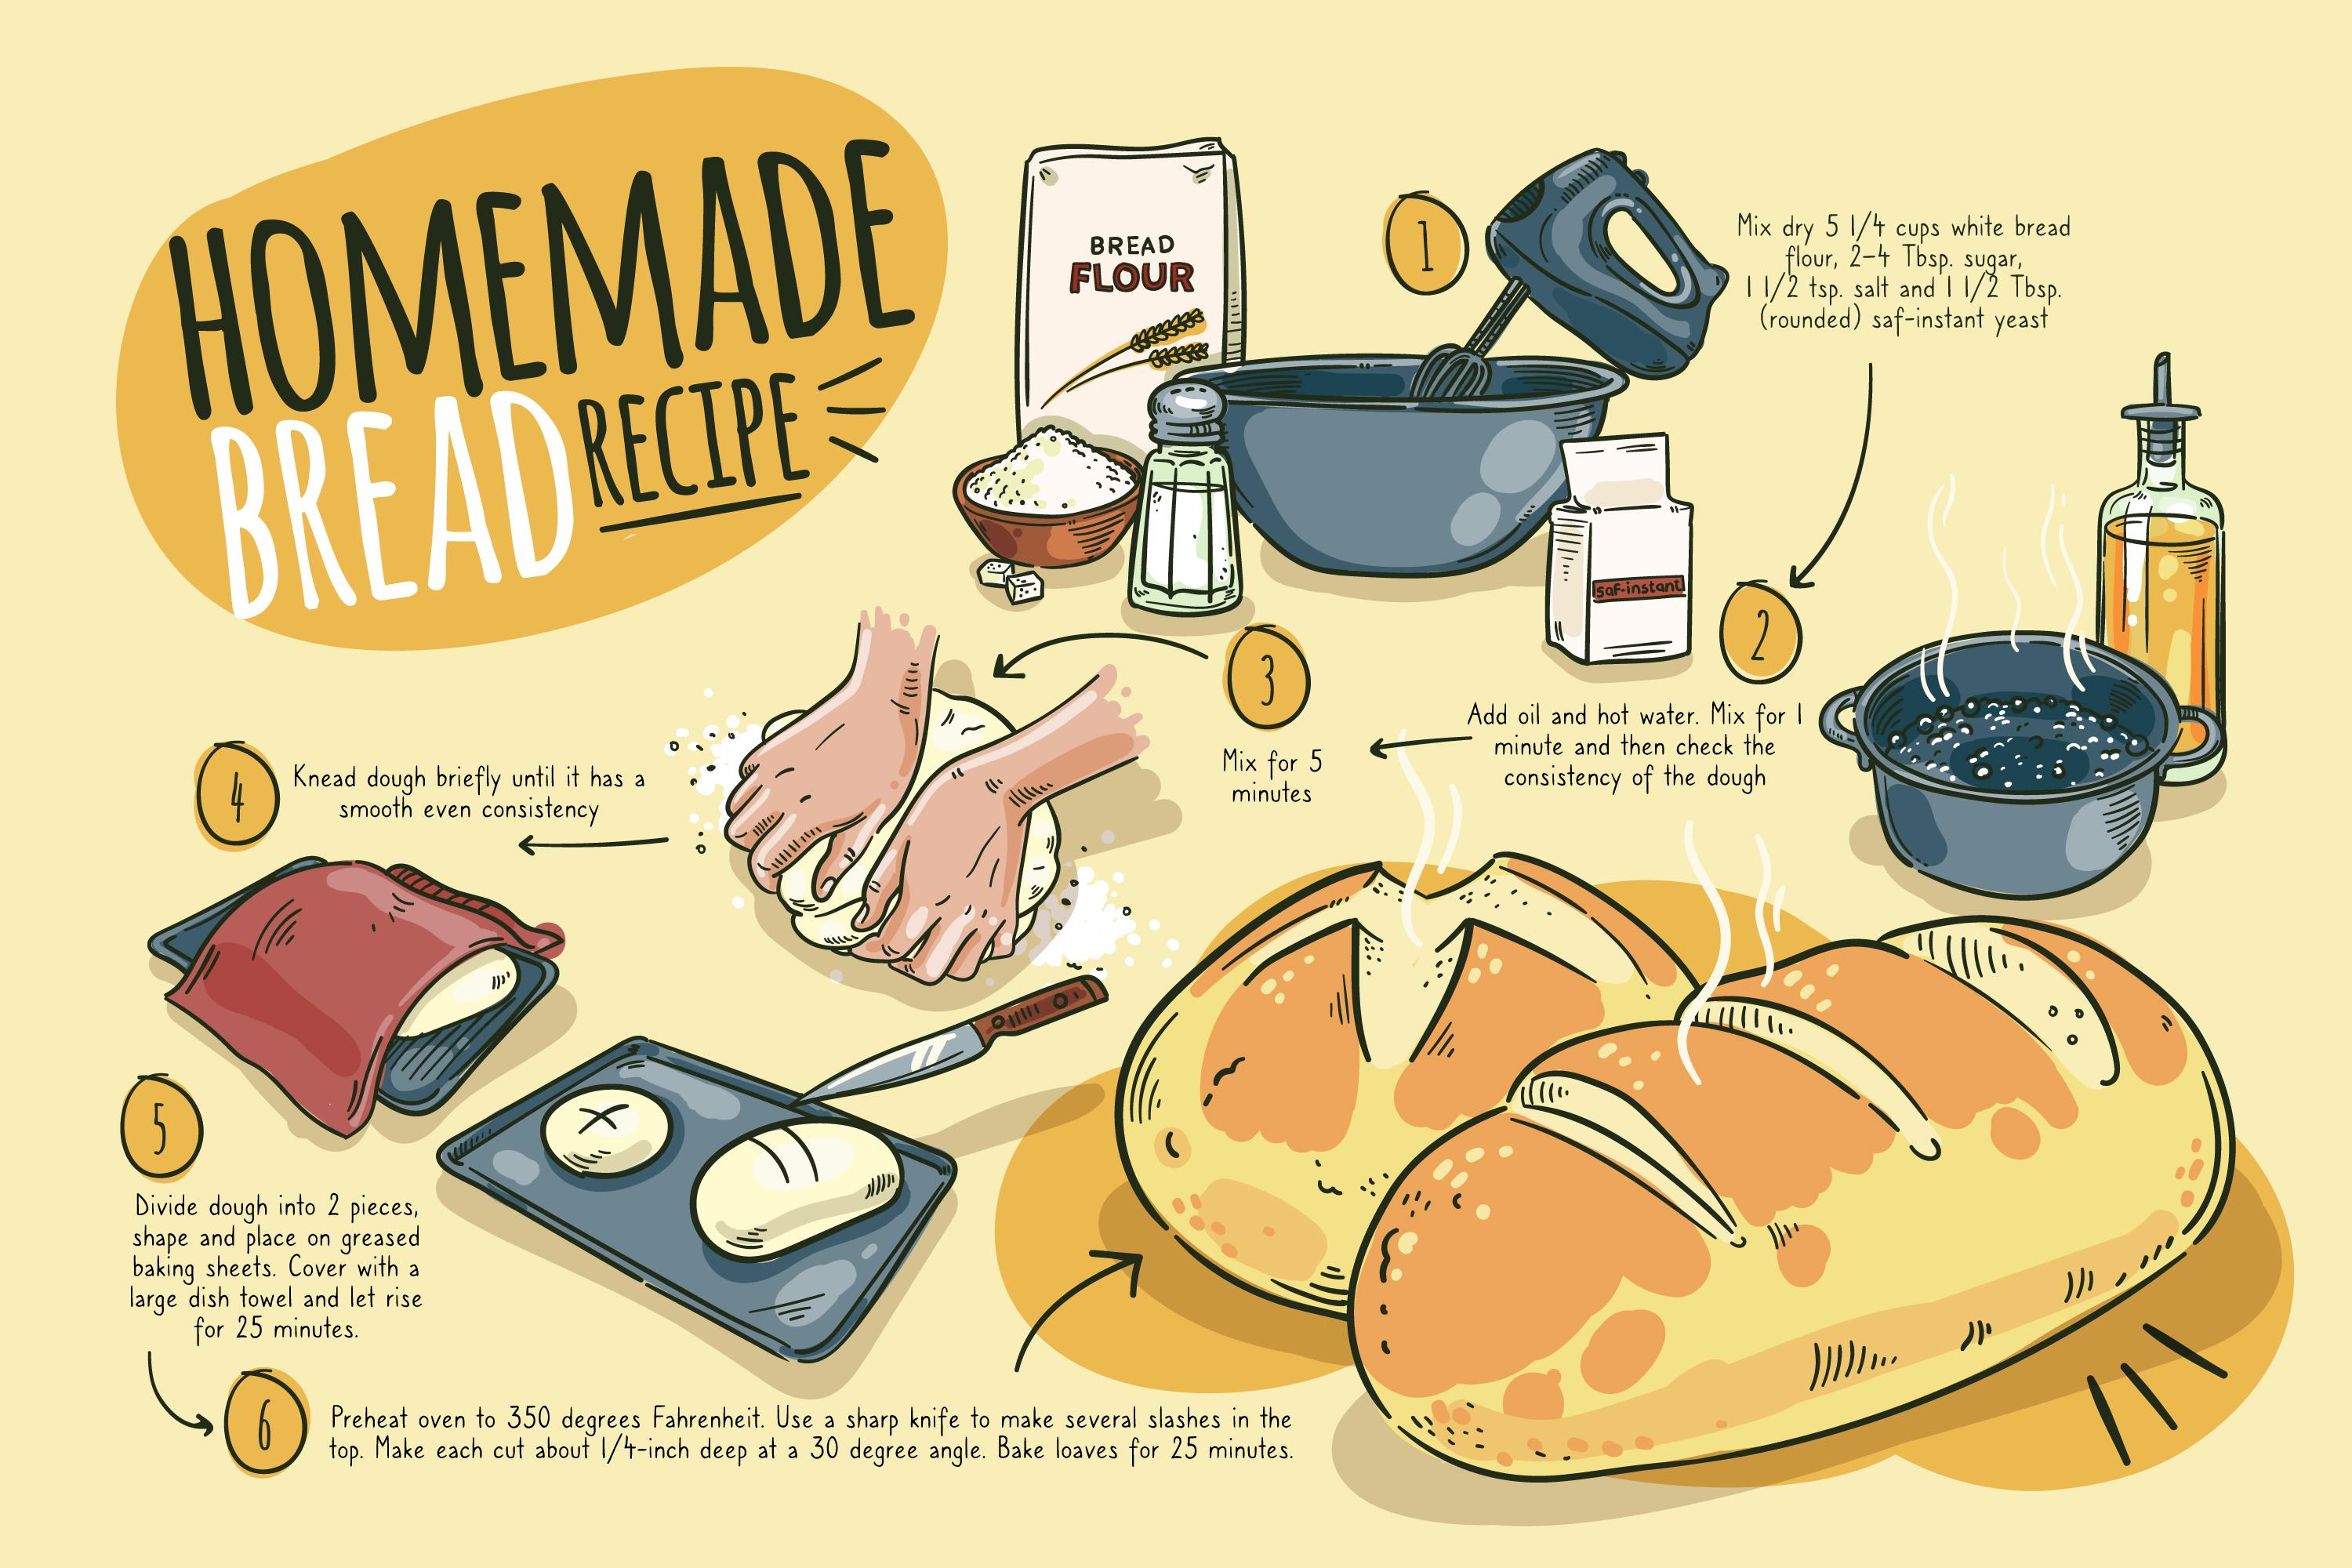 HOMEMADE
BREAD RECIPE
BREAD
FLOUR
saf-instant
1
Mix dry 5 1/4 cups white bread
flour, 2-4 Tbsp. sugar,
1 1/2 tsp. salt and 1 1/2 Tbsp.
(rounded) saf-instant yeast
2
Add oil and hot water. Mix for 1
minute and then check the
consistency of the dough
3
Mix for 5
minutes
4
Knead dough briefly until it has a
smooth even consistency
5
Divide dough into 2 pieces,
shape and place on greased
baking sheets. Cover with a
large dish towel and let rise
for 25 minutes.
6
Preheat oven to 350 degrees Fahrenheit. Use a sharp knife to make several slashes in the
top. Make each cut about 1/4-inch deep at a 30 degree angle. Bake loaves for 25 minutes.